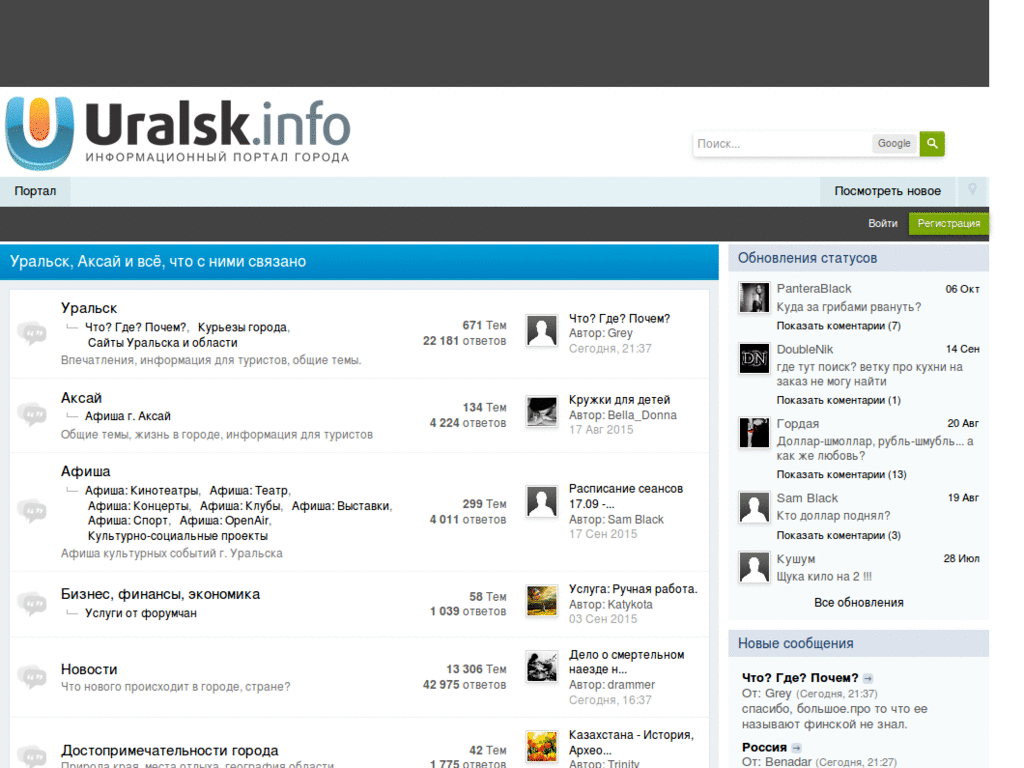 Uralsk.info
ИНФОРМАЦИОННЫЙ ПОРТАЛ ГОРОДА
Поиск...
Google
Портал
Посмотреть новое
Войти
Регистрация
Уральск, Аксай и всё, что с ними связано
Уральск
Что? Где? Почем?, Курьезы города,
Сайты Уральска и области
Впечатления, информация для туристов, общие темы.
671 Тем
22 181 ответов
Что? Где? Почем?
Автор: Grey
Сегодня, 21:37
Аксай
Афиша г. Аксай
Общие темы, жизнь в городе, информация для туристов
134 Тем
4 224 ответов
Кружки для детей
Автор: Bella_Donna
17 Авг 2015
Афиша
Афиша: Кинотеатры, Афиша: Театр,
Афиша: Концерты, Афиша: Клубы, Афиша: Выставки,
Афиша: Спорт, Афиша: OpenAir,
Культурно-социальные проекты
Афиша культурных событий г. Уральска
299 Тем
4 011 ответов
Расписание сеансов
17.09 -...
Автор: Sam Black
17 Сен 2015
Бизнес, финансы, экономика
Услуги от форумчан
58 Тем
1 039 ответов
Услуга: Ручная работа.
Автор: Katykota
03 Сен 2015
Новости
Что нового происходит в городе, стране?
13 306 Тем
42 975 ответов
Дело о смертельном
наезде н...
Автор: drammer
Сегодня, 16:37
Достопримечательности города
Природа края, места отдыха, география области
42 Тем
1 775 ответов
Казахстана - История,
Архео...
Автор: Trinity
Обновления статусов
PanteraBlack
06 Окт
Куда за грибами рвануть?
Показать коментарии (7)
DN
DoubleNik
14 Сен
где тут поиск? ветку про кухни на
заказ не могу найти
Показать коментарии (1)
Гордая
20 Авг
Доллар-шмоллар, рубль-шмубль... а
как же любовь?
Показать коментарии (13)
Sam Black
19 Авг
Кто доллар поднял?
Показать коментарии (3)
Кушум
28 Июл
Щука кило на 2 !!!
Все обновления
Новые сообщения
Что? Где? Почем?
От: Grey (Сегодня, 21:37)
спасибо, большое.про то что ее
называют финской не знал.
Россия
От: Benadar (Сегодня, 21:27)